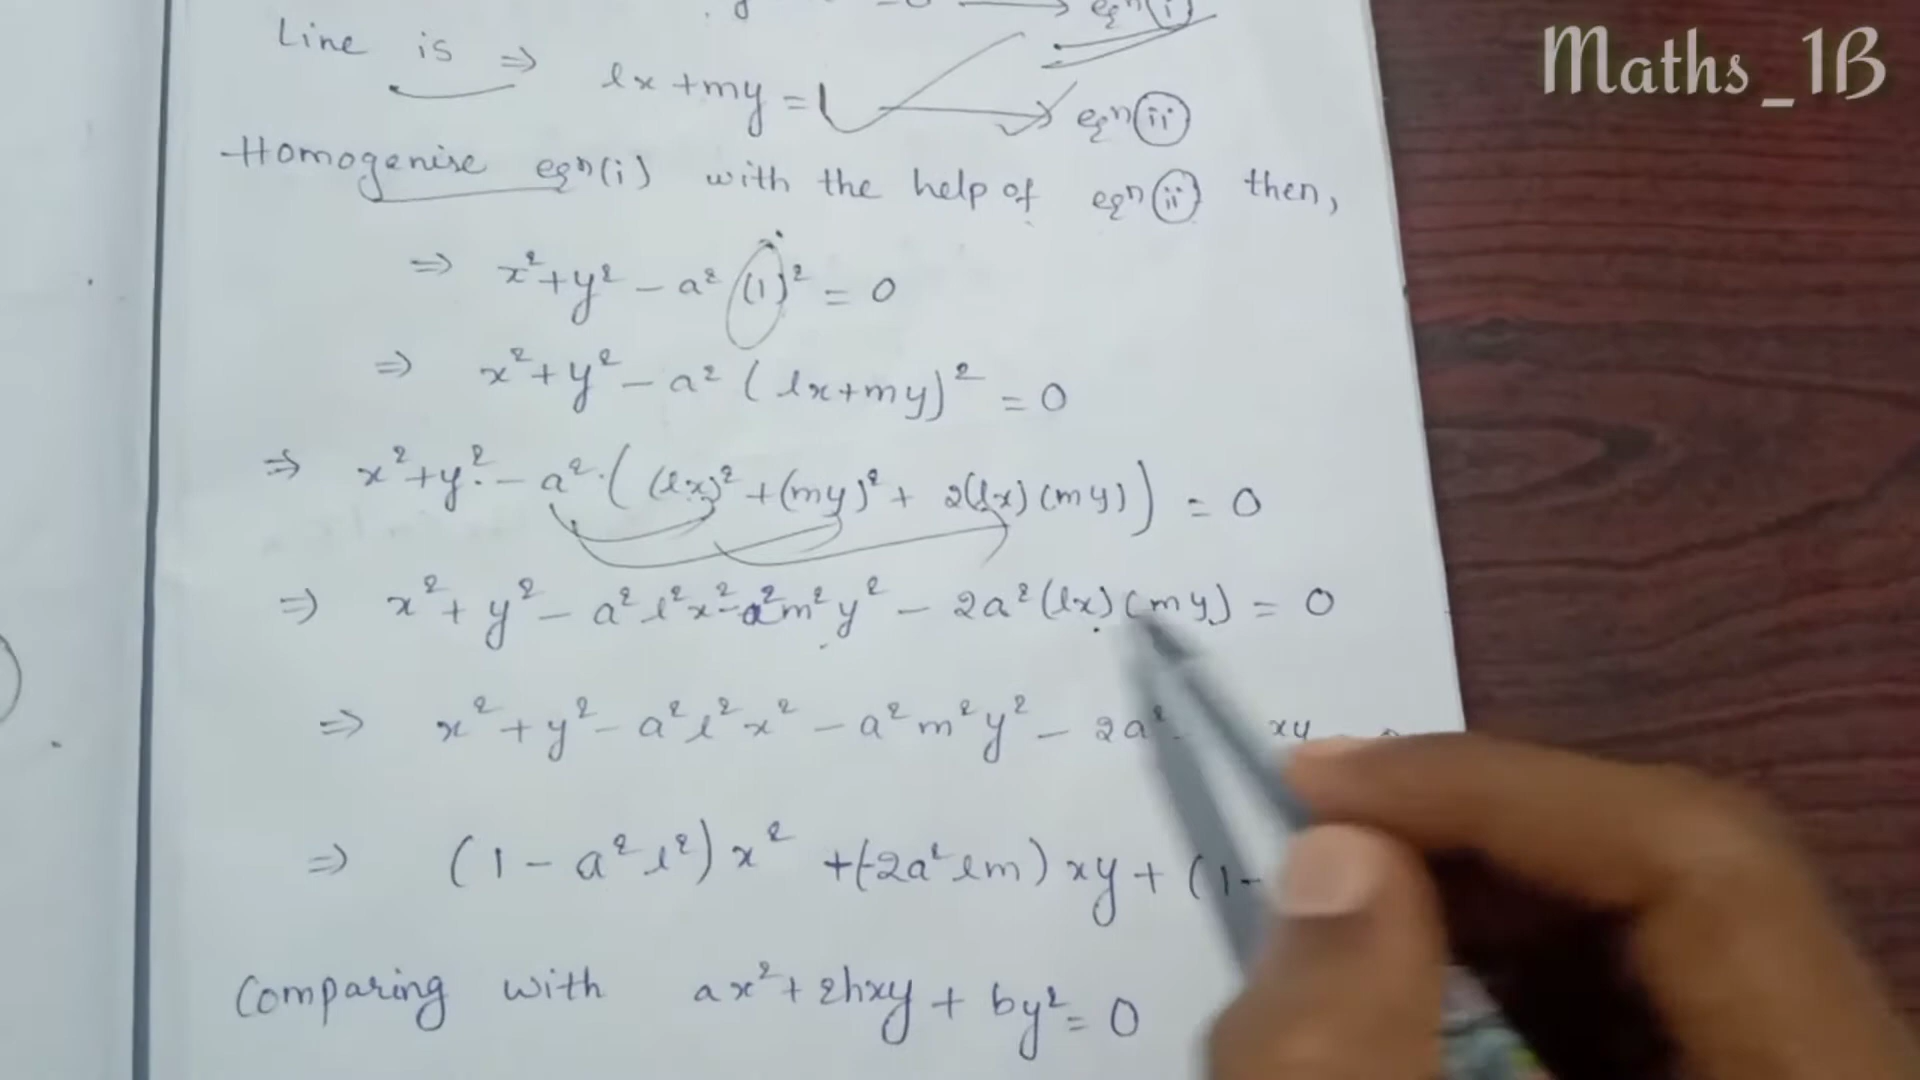 eqn(i)
Maths_1B
Line is ⇒ lx+my=1 → eqn(ii)
Homogenise eqn(i) with the help of eqn(ii) then,
⇒ x²+y² - a²(1)² = 0
⇒ x²+y² - a²(lx+my)² = 0
⇒ x²+y² - a²((lx)²+(my)²+2(lx)(my)) = 0
⇒ x²+y² - a²l²x² - a²m²y² - 2a²(lx)(my) = 0
⇒ x²+y² - a²l²x² - a²m²y² - 2a² xy
⇒ (1 - a²l²)x² +(-2a²lm)xy + (1-
Comparing with ax²+2hxy + by² = 0